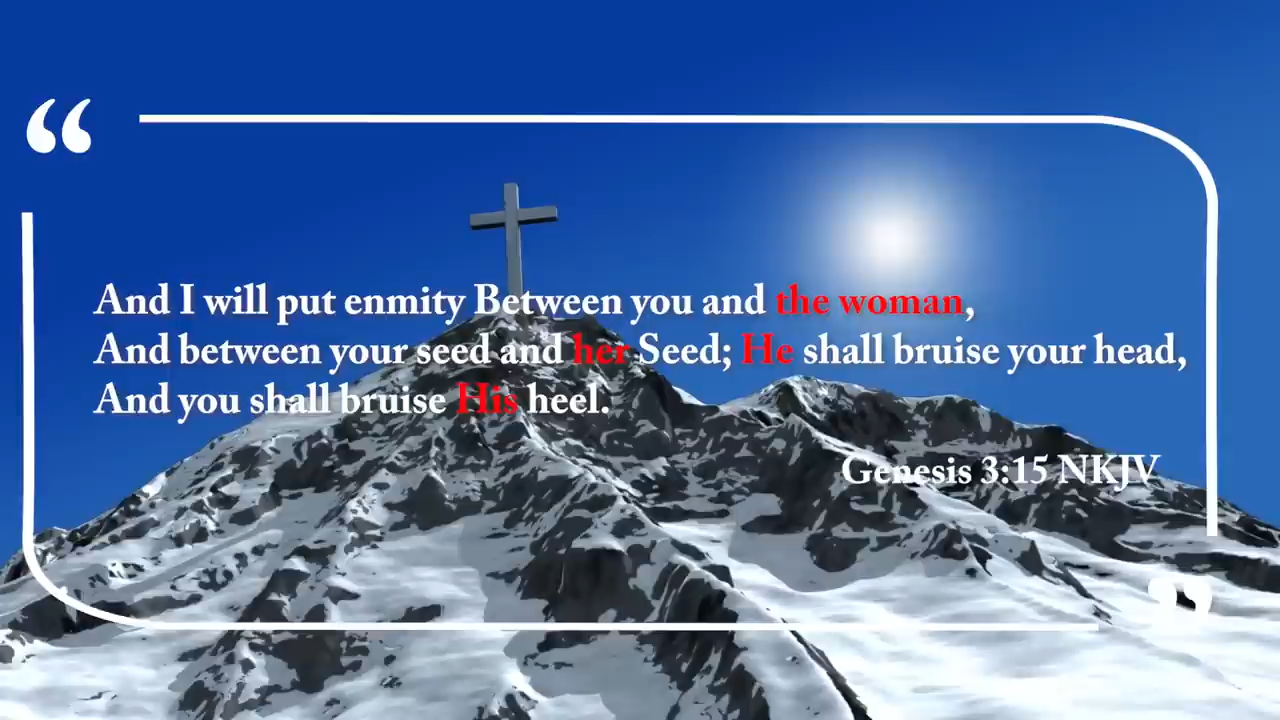 “
And I will put enmity Between you and the woman,
And between your seed and her Seed; He shall bruise your head,
And you shall bruise His heel.
Genesis 3:15 NKJV
”